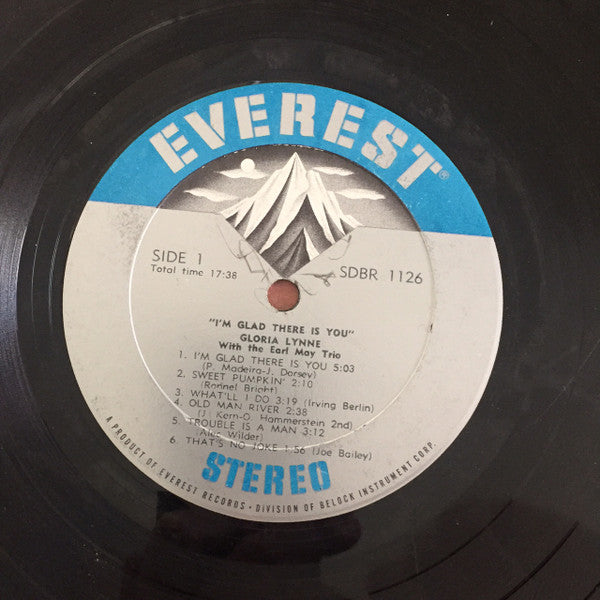 EVEREST®
SIDE 1
Total time 17:38
SDBR 1126
"I'M GLAD THERE IS YOU"
GLORIA LYNNE
With the Earl May Trio
1. I'M GLAD THERE IS YOU 5:03
(P. Madeira-J. Dorsey)
2. SWEET PUMPKIN' 2:10
(Ronnel Bright)
3. WHAT'LL I DO 3:19 (Irving Berlin)
4. OLD MAN RIVER 2:38
(J. Kern-O. Hammerstein 2nd)
5. TROUBLE IS A MAN 3:12
(Alec Wilder)
6. THAT'S NO JOKE 1:56 (Joe Bailey)
STEREO
A PRODUCT OF EVEREST RECORDS • DIVISION OF BELOCK INSTRUMENT CORP.